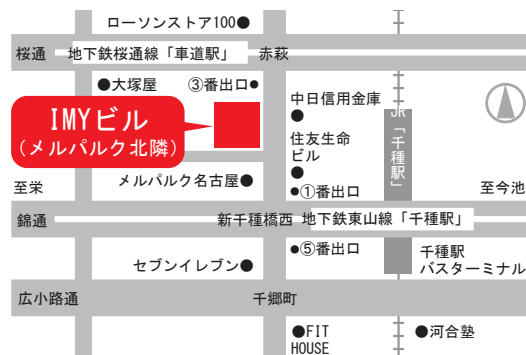 ローソンストア100●
桜通
地下鉄桜通線「車道駅」
赤萩
●大塚屋
③番出口●
IMYビル
(メルパルク北隣)
中日信用金庫
●
住友生命
ビル
●
JR「千種駅」
メルパルク名古屋●
●①番出口
至栄
至今池
錦通
新千種橋西
地下鉄東山線「千種駅」
●⑤番出口
セブンイレブン●
千種駅
バスターミナル
広小路通
千郷町
●FIT
HOUSE
●河合塾